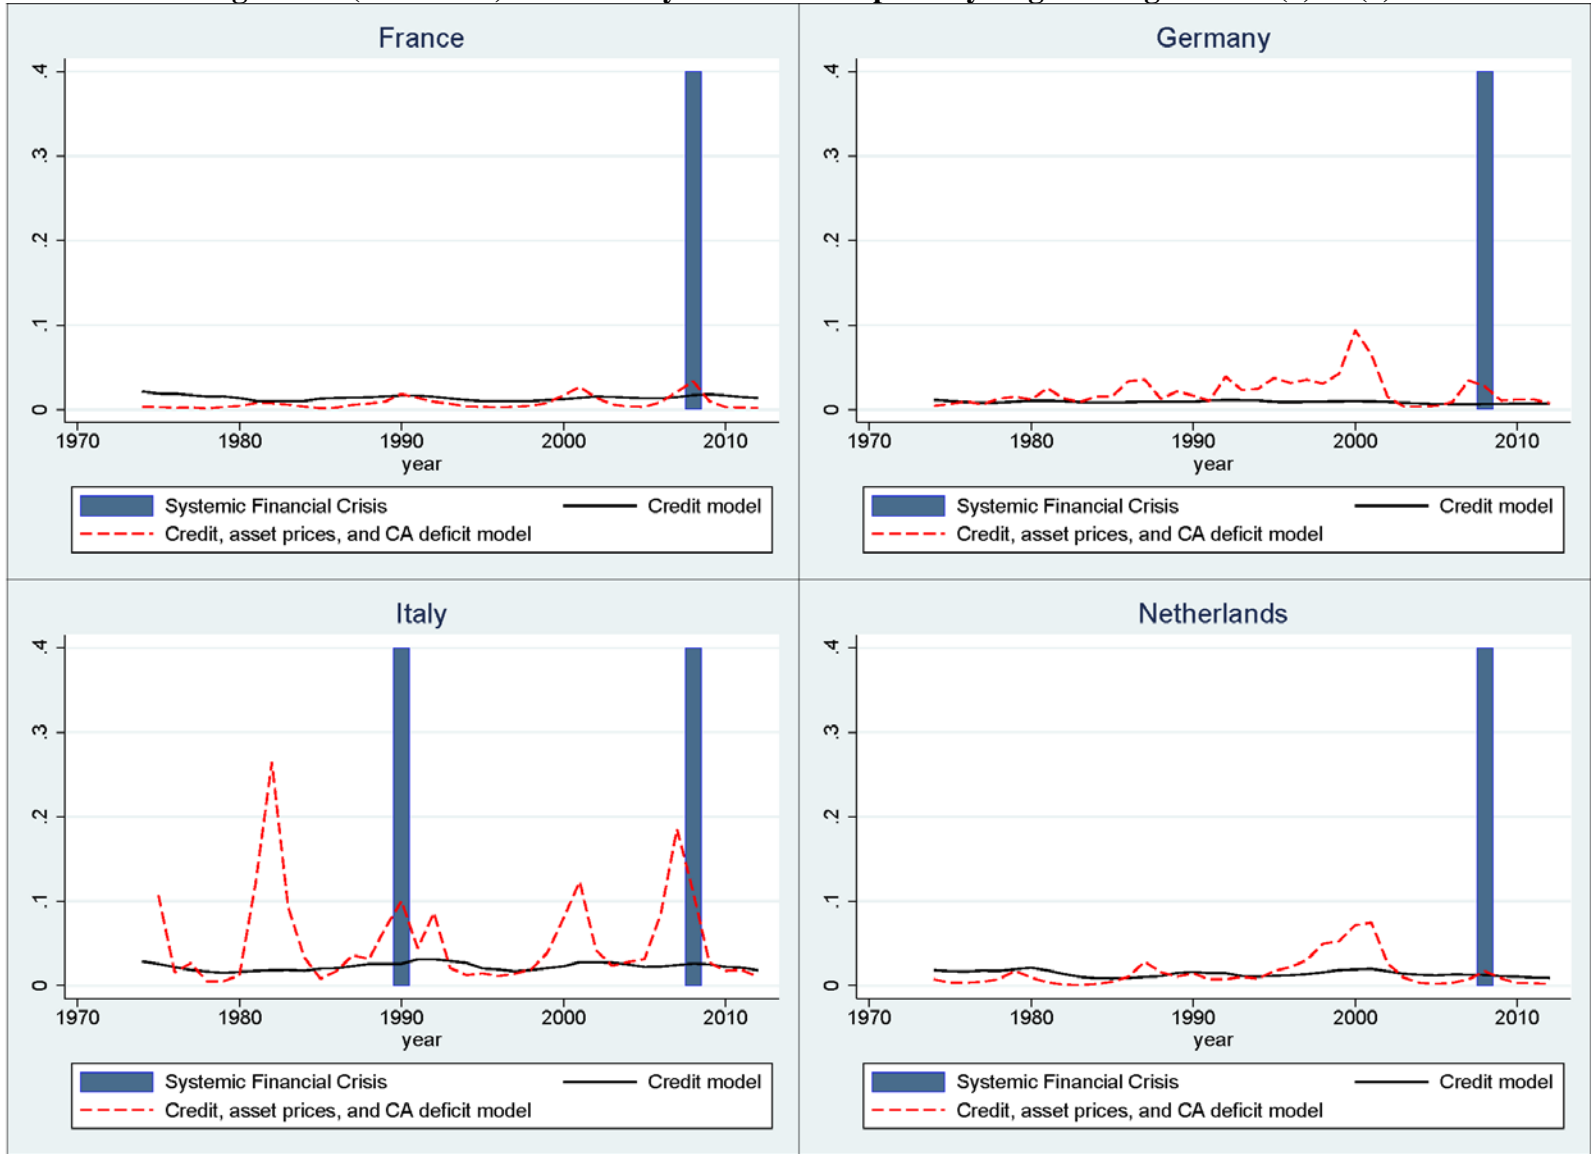 France
.4
.3
.2
.1
0
1970 1980 1990 2000 2010
year
Systemic Financial Crisis Credit model
Credit, asset prices, and CA deficit model
Germany
.4
.3
.2
.1
0
1970 1980 1990 2000 2010
year
Systemic Financial Crisis Credit model
Credit, asset prices, and CA deficit model
Italy
.4
.3
.2
.1
0
1970 1980 1990 2000 2010
year
Systemic Financial Crisis Credit model
Credit, asset prices, and CA deficit model
Netherlands
.4
.3
.2
.1
0
1970 1980 1990 2000 2010
year
Systemic Financial Crisis Credit model
Credit, asset prices, and CA deficit model